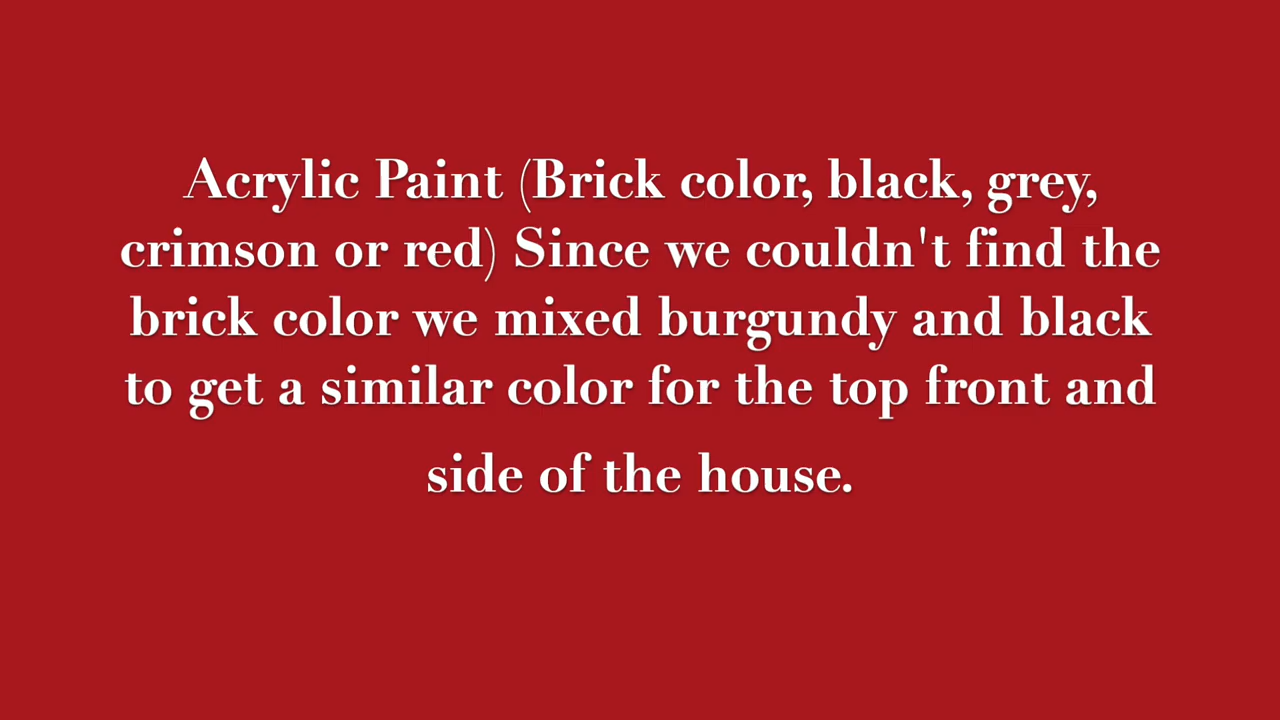 Acrylic Paint (Brick color, black, grey,
crimson or red) Since we couldn't find the
brick color we mixed burgundy and black
to get a similar color for the top front and
side of the house.